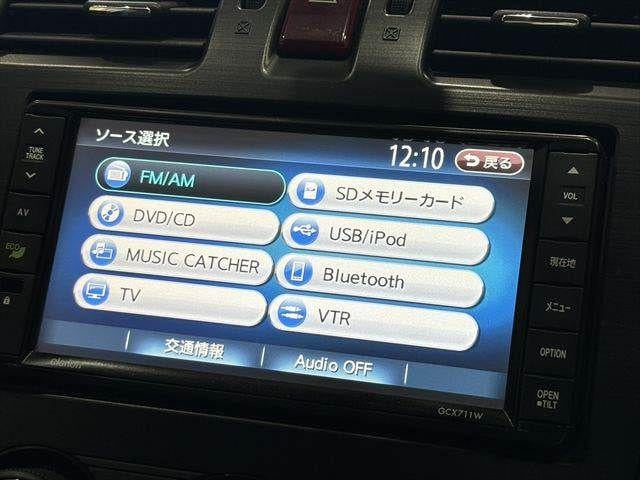 ソース選択
12:10
戻る
FM/AM
SDメモリーカード
DVD/CD
USB/iPod
MUSIC CATCHER
Bluetooth
TV
VTR
交通情報
Audio OFF
TUNE
TRACK
AV
ECO
VOL
現在地
メニュー
OPTION
OPEN
TILT
clarion
GCX711W